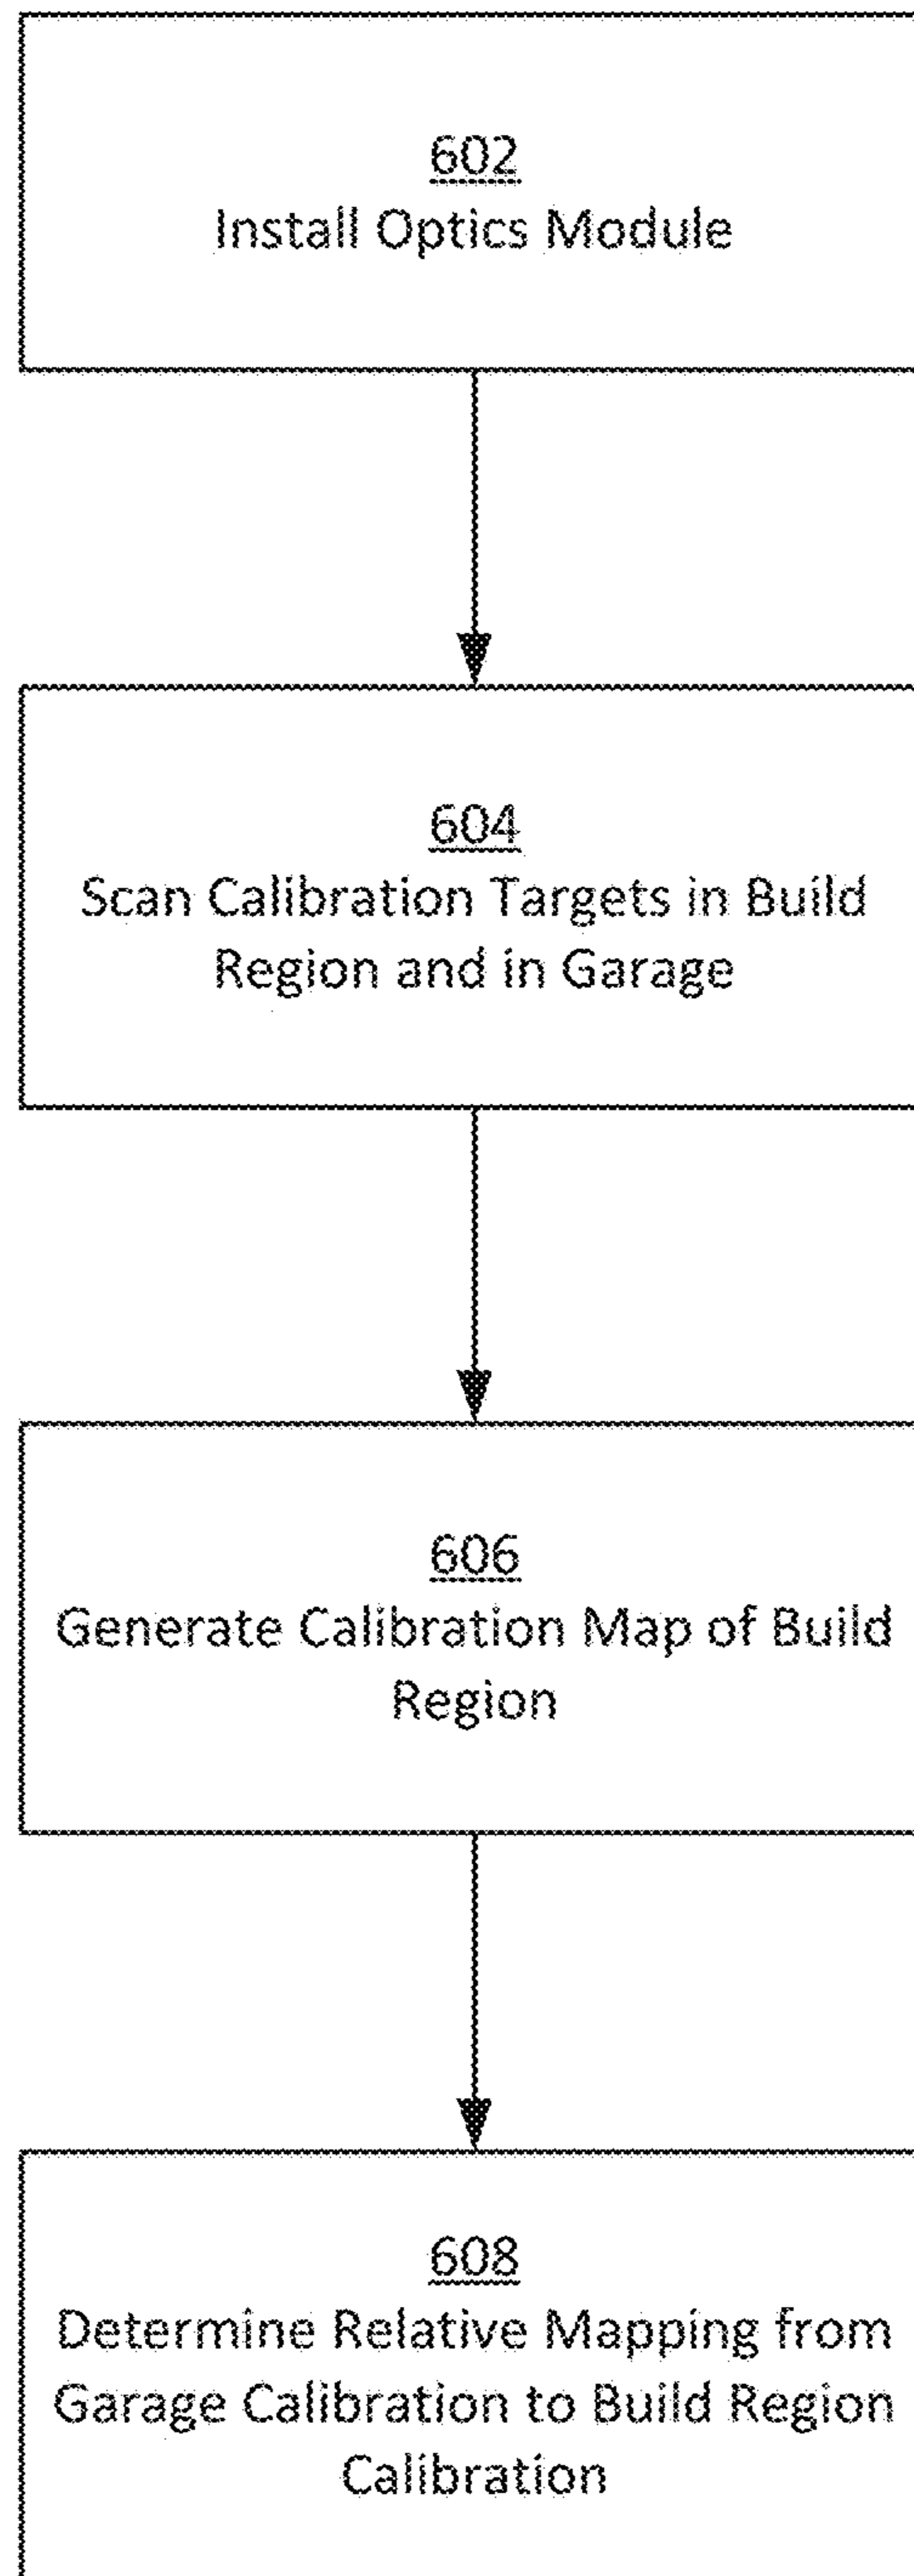 602
Install Optics Module
604
Scan Calibration Targets in Build
Region and in Garage
606
Generate Calibration Map of Build
Region
608
Determine Relative Mapping from
Garage Calibration to Build Region
Calibration